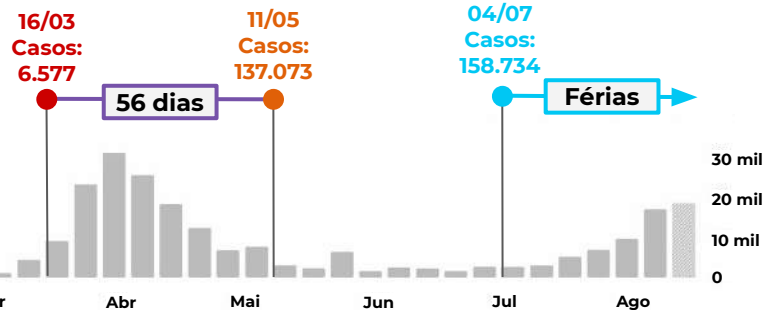 16/03
Casos:
6.577
56 dias
11/05
Casos:
137.073
04/07
Casos:
158.734
Férias
30 mil
20 mil
10 mil
0
r
Abr
Mai
Jun
Jul
Ago